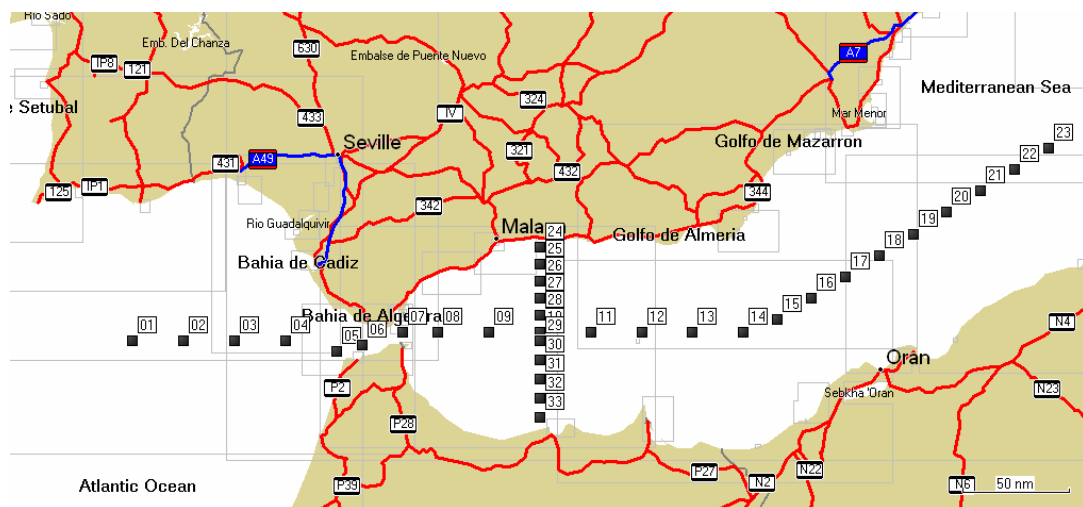 Rio Sado
Emb. Del Chanza
630
Embalse de Puente Nuevo
A7
IP8
121
Mediterranean Sea
324
e Setubal
IV
433
Mar Menor
23
Seville
Golfo de Mazarron
321
22
A49
431
432
21
125
IP1
344
20
342
19
Rio Guadalquivir
Mala
24
Golfo de Almeria
18
25
Bahia de Cadiz
26
17
27
16
28
15
Bahia de Algecira
01
02
03
04
05
06
07
08
09
29
11
12
13
14
N4
30
Oran
31
P2
32
Sebkha 'Oran
N23
33
P28
P27
N22
N2
Atlantic Ocean
P39
N6
50 nm